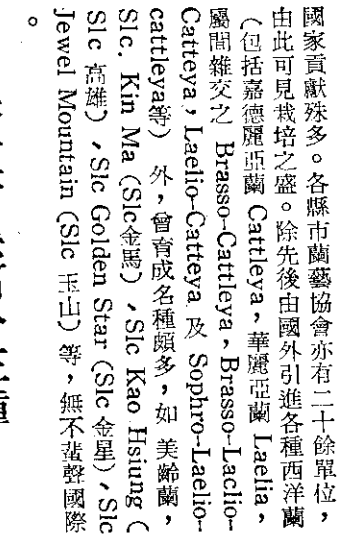 國家貢獻殊多。各縣市蘭藝協會亦有二十餘單位，
由此可見栽培之盛。除先後由國外引進各種西洋蘭
（包括嘉德麗亞蘭 Cattleya，華麗亞蘭 Laelia，
屬間雜交之 Brasso-Cattleya，Brasso-Laclio-
Catteya，Laelio-Catteya 及 Sophro-Laelio-
cattleya等）外，曾育成名種頗多，如 美齡蘭，
Slc. Kin Ma (Slc金馬)、Slc Kao Hsiung (
Slc 高雄)、Slc Golden Star (Slc 金星)、Slc
Jewel Mountain (Slc 玉山) 等，無不蜚聲國際
。